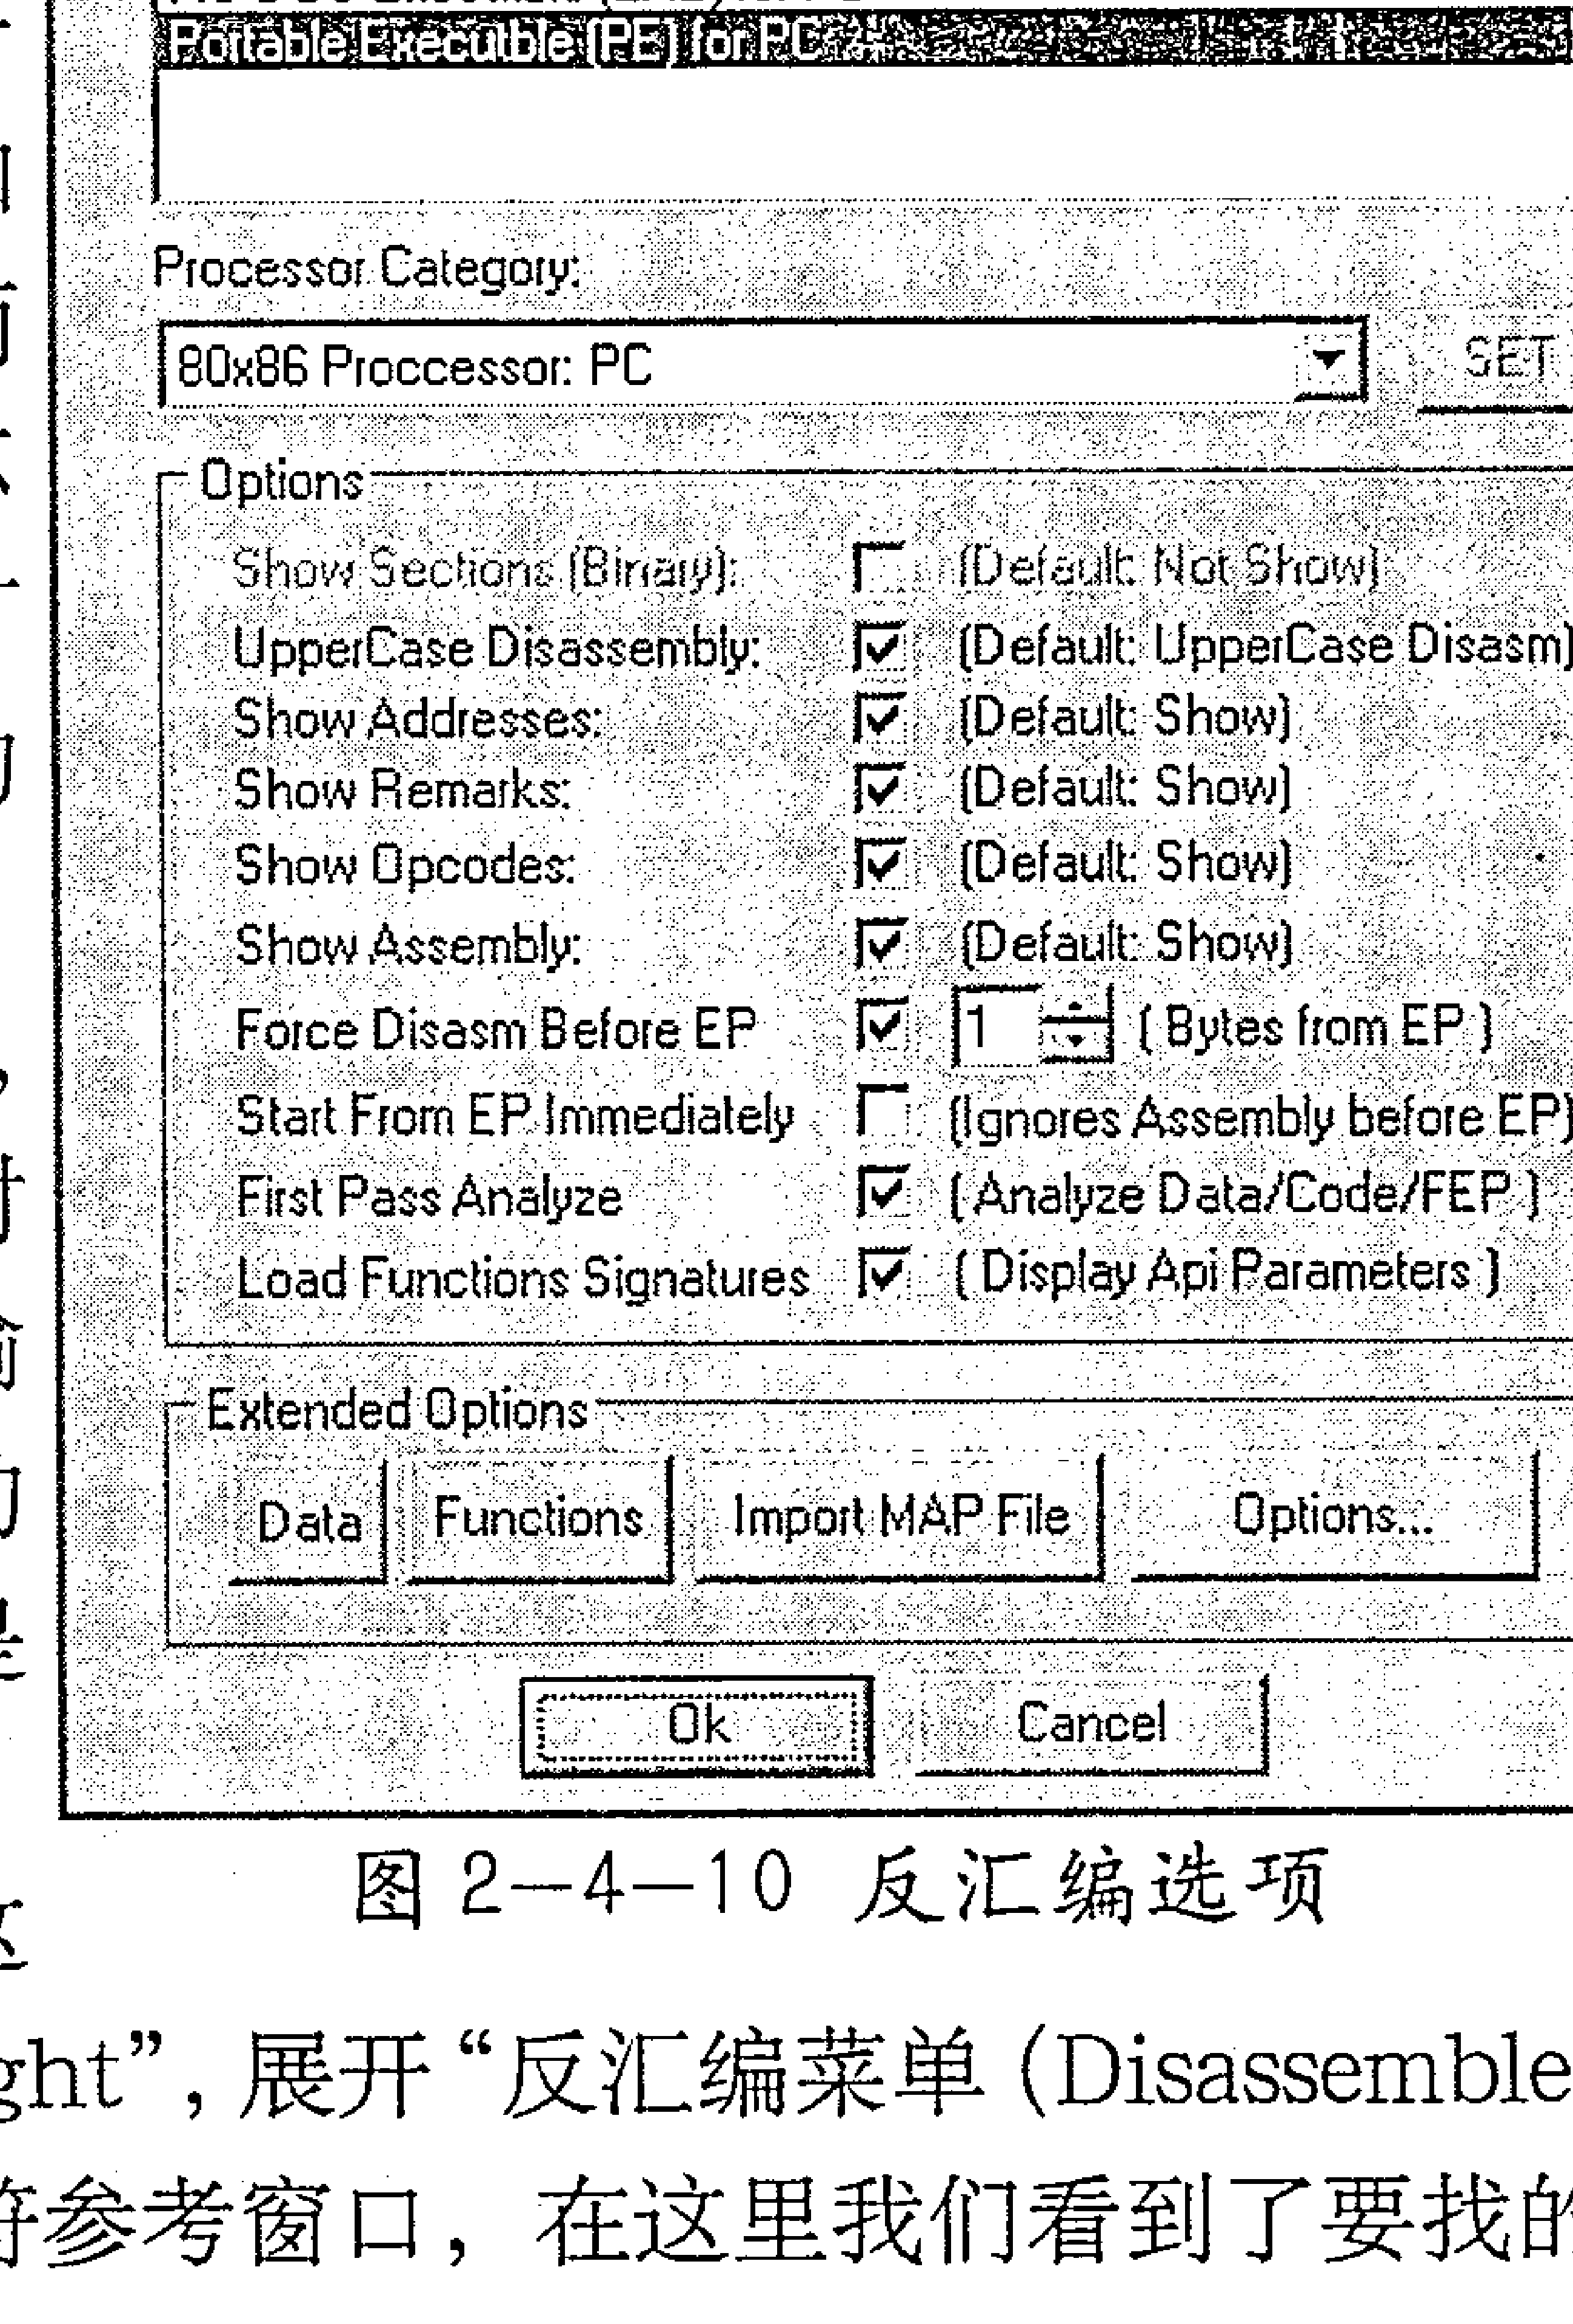 Portable Execuible (PE) for PC
Processor Category:
80x86 Proccessor: PC
SET
Options
Show Sections (Binary): (Default: Not Show)
UpperCase Disassembly: (Default: UpperCase Disasm)
Show Addresses: (Default: Show)
Show Remarks: (Default: Show)
Show Opcodes: (Default: Show)
Show Assembly: (Default: Show)
Force Disasm Before EP 1 ( Bytes from EP )
Start From EP Immediately (Ignores Assembly before EP)
First Pass Analyze ( Analyze Data/Code/FEP )
Load Functions Signatures ( Display Api Parameters )
Extended Options
Data Functions Import MAP File Options...
Ok Cancel
图 2-4-10 反汇编选项
ght”，展开“反汇编菜单（Disassemble
符参考窗口，在这里我们看到了要找的